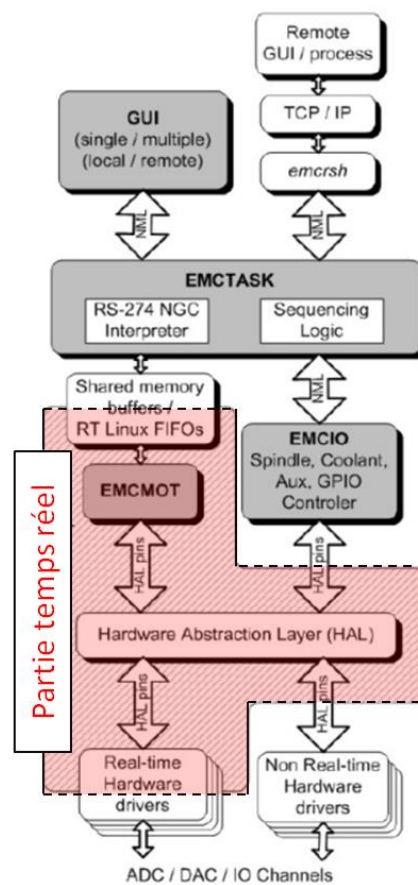 Remote
GUI / process
GUI
(single / multiple)
(local / remote)
TCP / IP
emcrsh
NML
NML
EMCTASK
RS-274 NGC
Interpreter
Sequencing
Logic
Shared memory
buffers /
RT Linux FIFOs
NML
EMCMOT
EMCIO
Spindle, Coolant,
Aux, GPIO
Controler
Partie temps réel
HAL pins
HAL pins
Hardware Abstraction Layer (HAL)
HAL pins
HAL pins
Real-time
Hardware
drivers
Non Real-time
Hardware
drivers
ADC / DAC / IO Channels